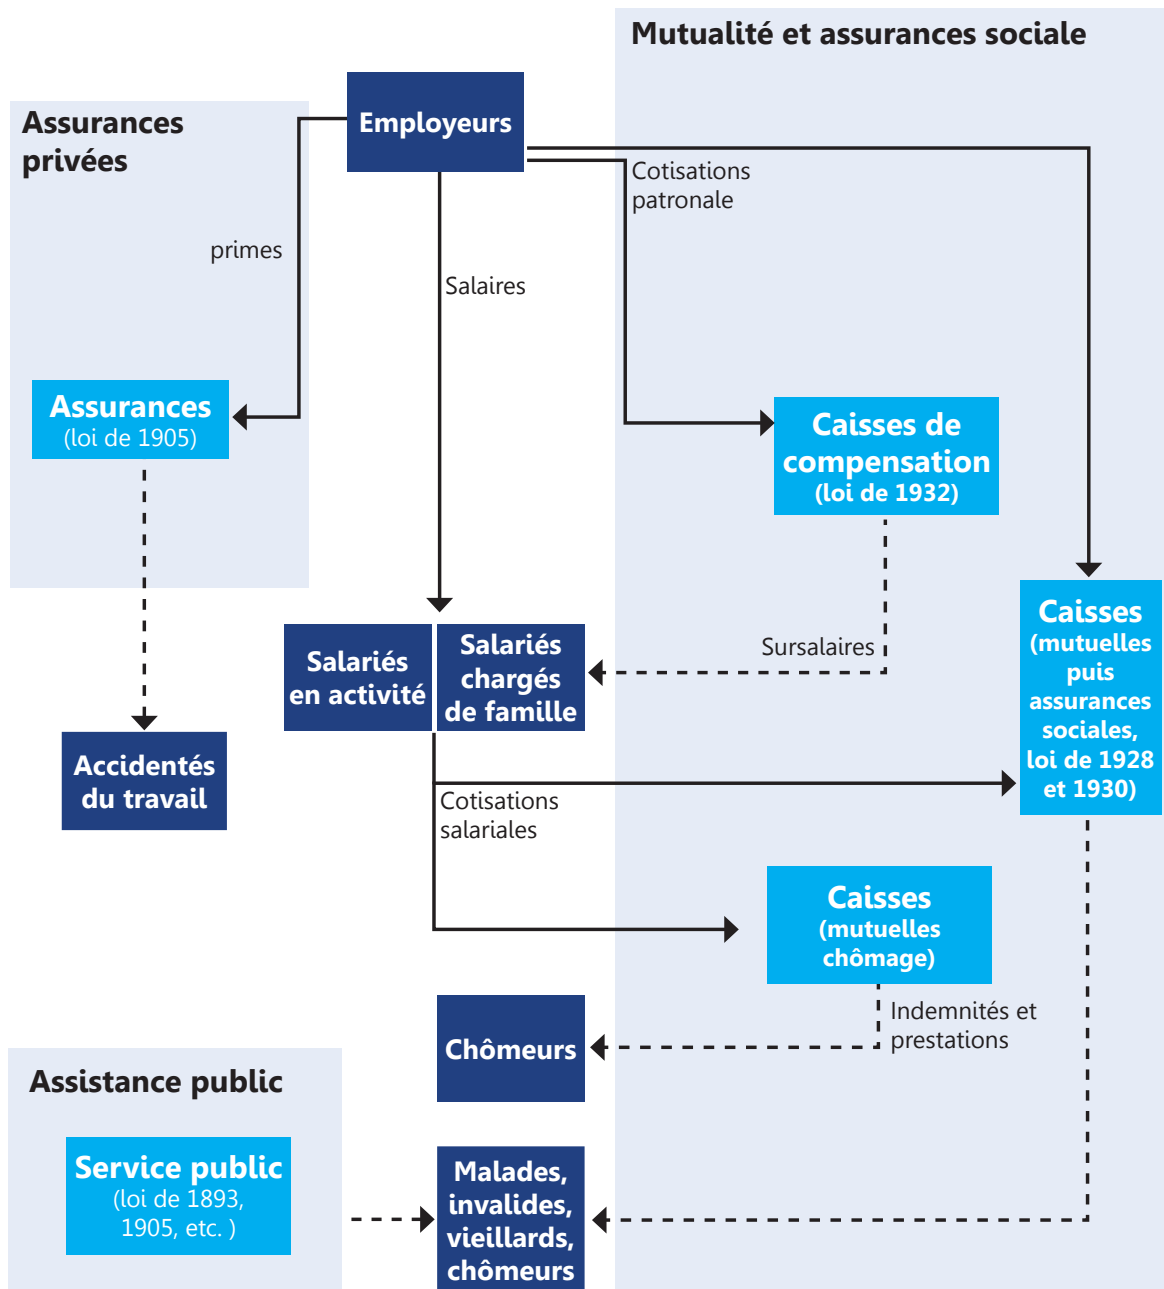 Mutualité et assurances sociale
Assurances
privées
Employeurs
Cotisations
patronale
primes
Salaires
Assurances
(loi de 1905)
Caisses de
compensation
(loi de 1932)
Caisses
(mutuelles
puis
assurances
sociales,
loi de 1928
et 1930)
Salariés
en activité
Salariés
chargés
de famille
Sursalaires
Accidentés
du travail
Cotisations
salariales
Caisses
(mutuelles
chômage)
Indemnités et
prestations
Chômeurs
Assistance public
Service public
(loi de 1893,
1905, etc. )
Malades,
invalides,
vieillards,
chômeurs